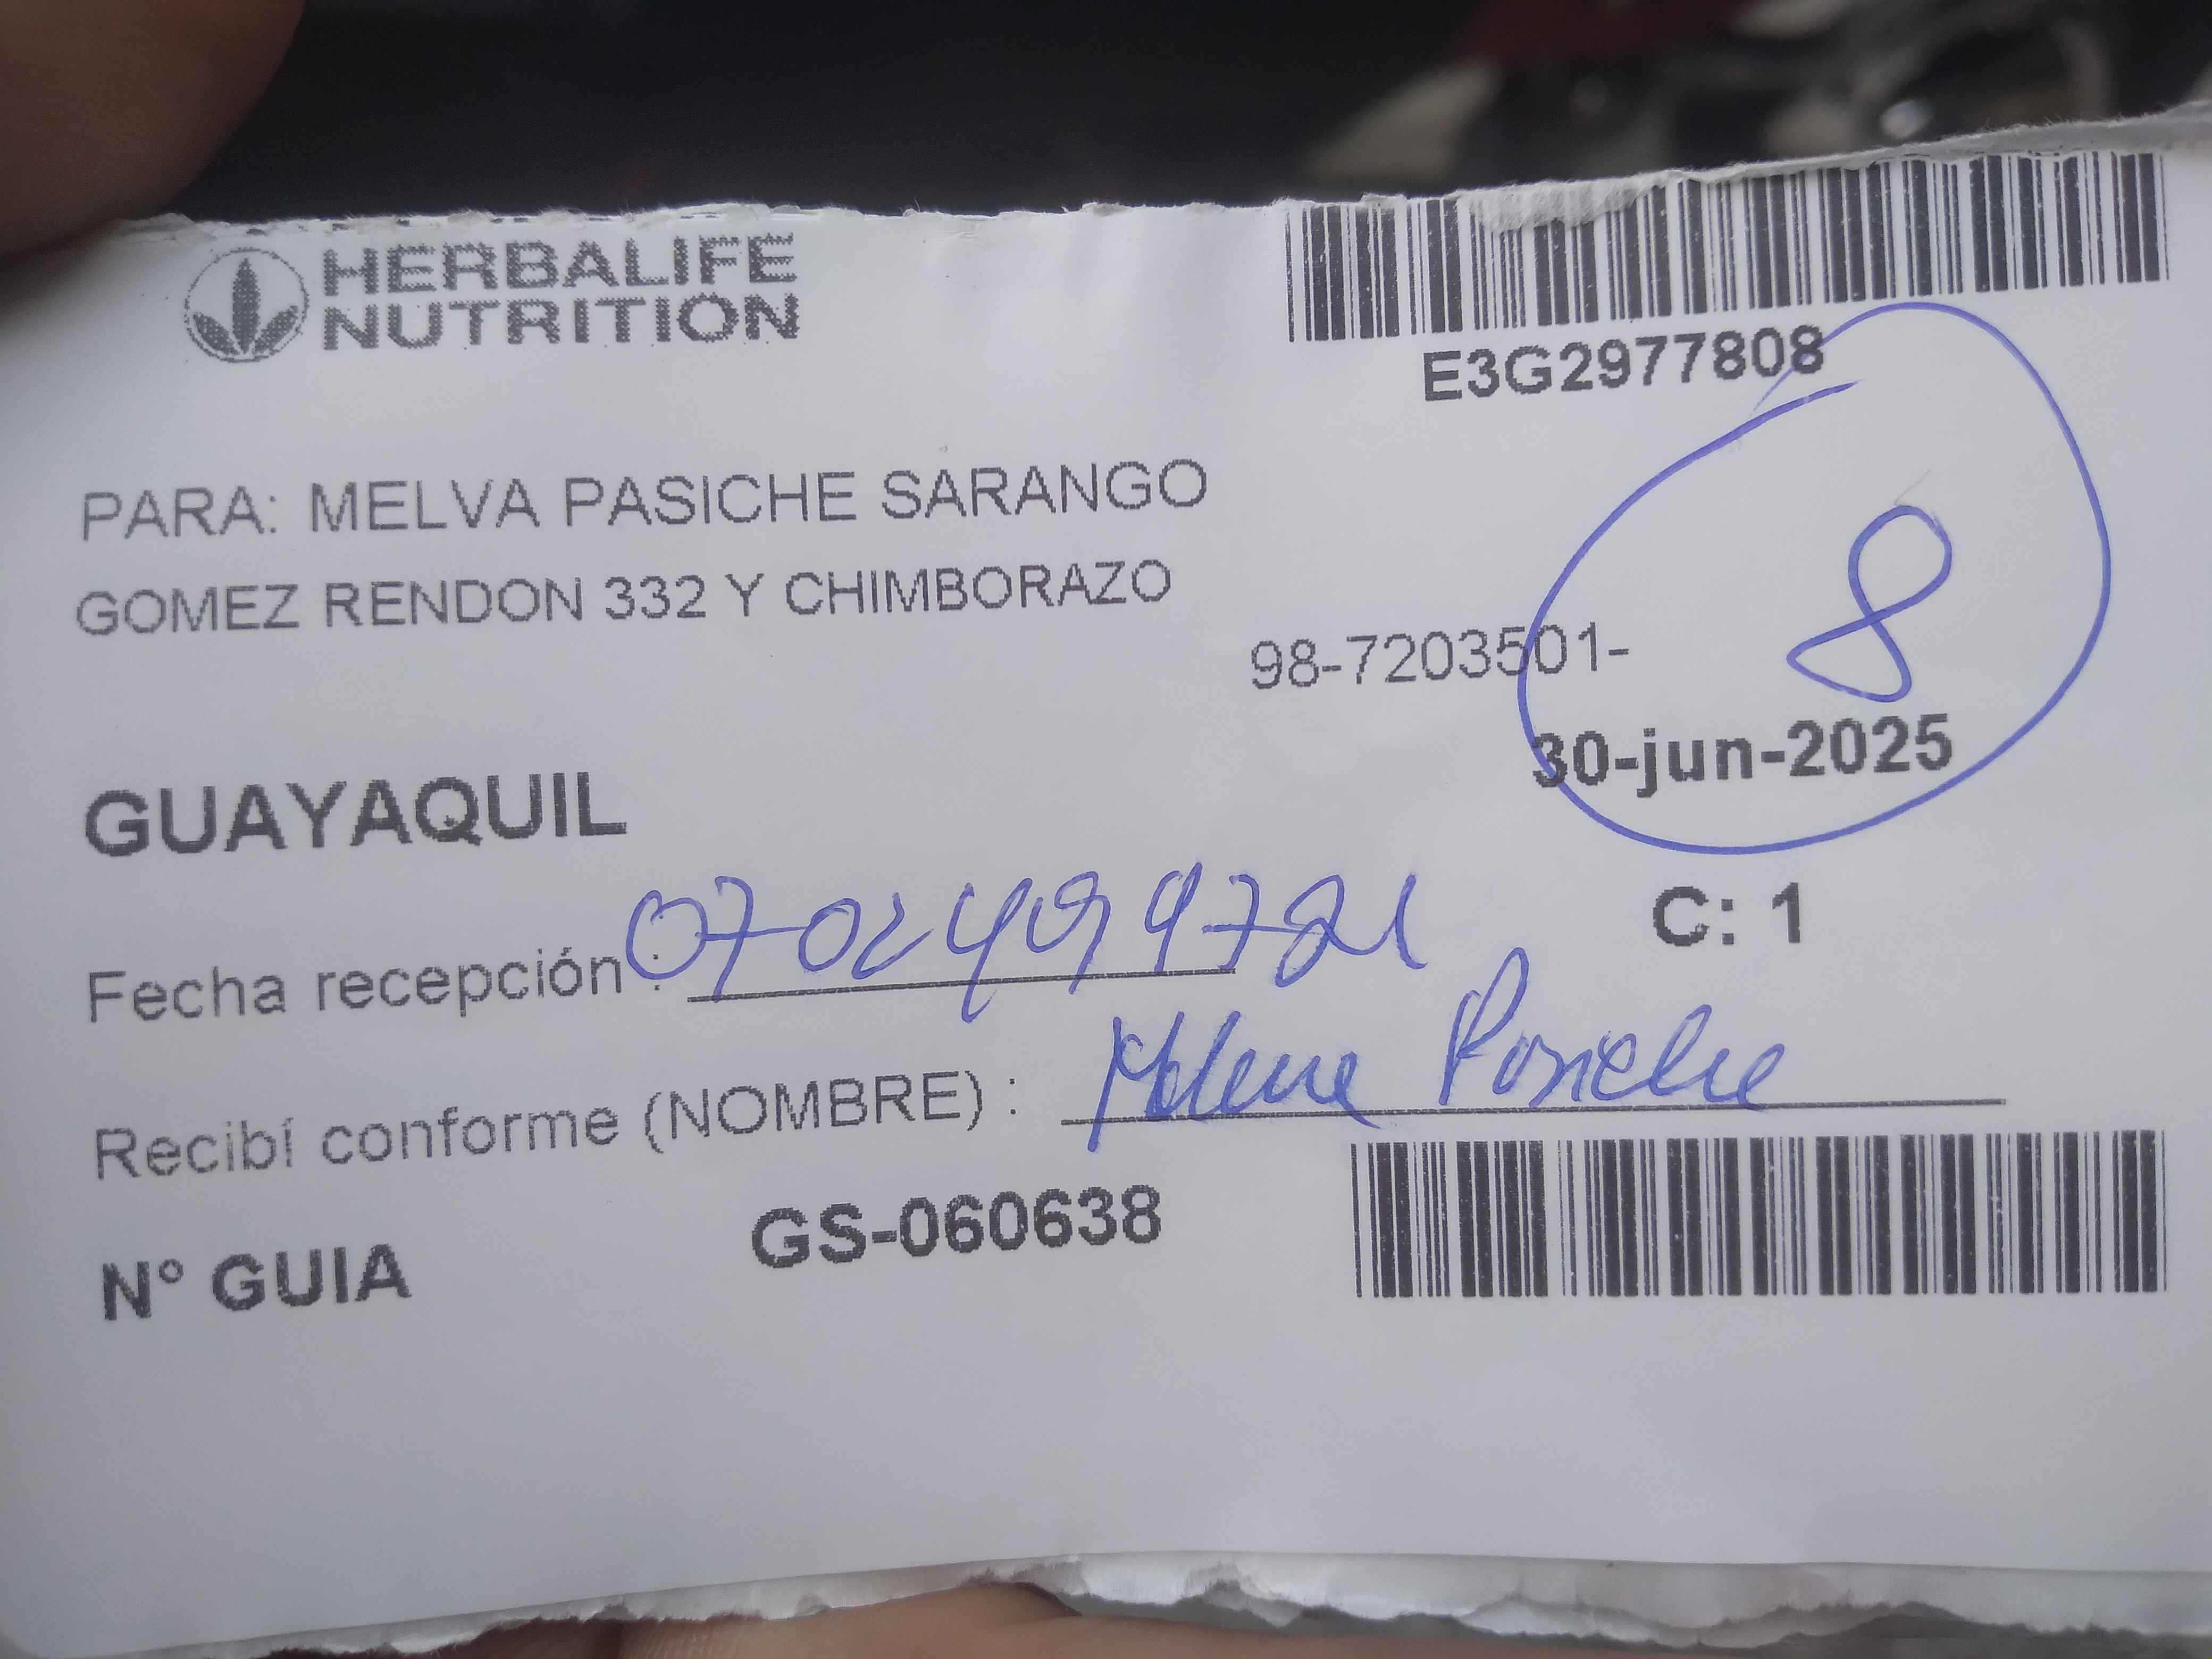 HERBALIFE
NUTRITION
E3G2977808
PARA: MELVA PASICHE SARANGO
GOMEZ RENDON 332 Y CHIMBORAZO
98-7203501-
8
30-jun-2025
GUAYAQUIL
C: 1
Fecha recepción : 0702499721
Recibí conforme (NOMBRE) : Pasiche
N° GUIA GS-060638